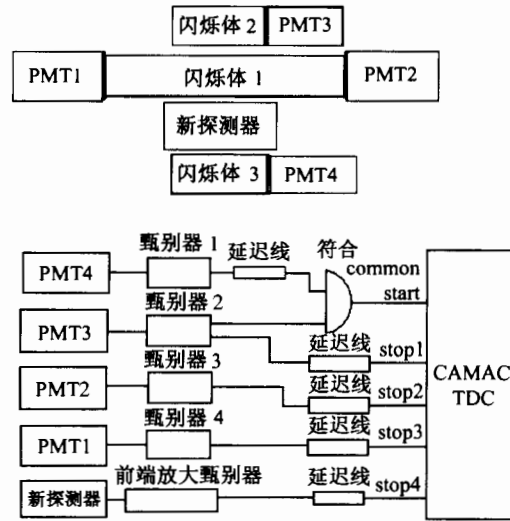 闪烁体 2 PMT3
PMT1 闪烁体 1 PMT2
新探测器
闪烁体 3 PMT4
甄别器 1 延迟线 符合
PMT4 common
start
甄别器 2
PMT3 延迟线 stop1
甄别器 3
PMT2 延迟线 stop2
CAMAC
TDC
甄别器 4
PMT1 延迟线 stop3
前端放大甄别器 延迟线
新探测器 stop4